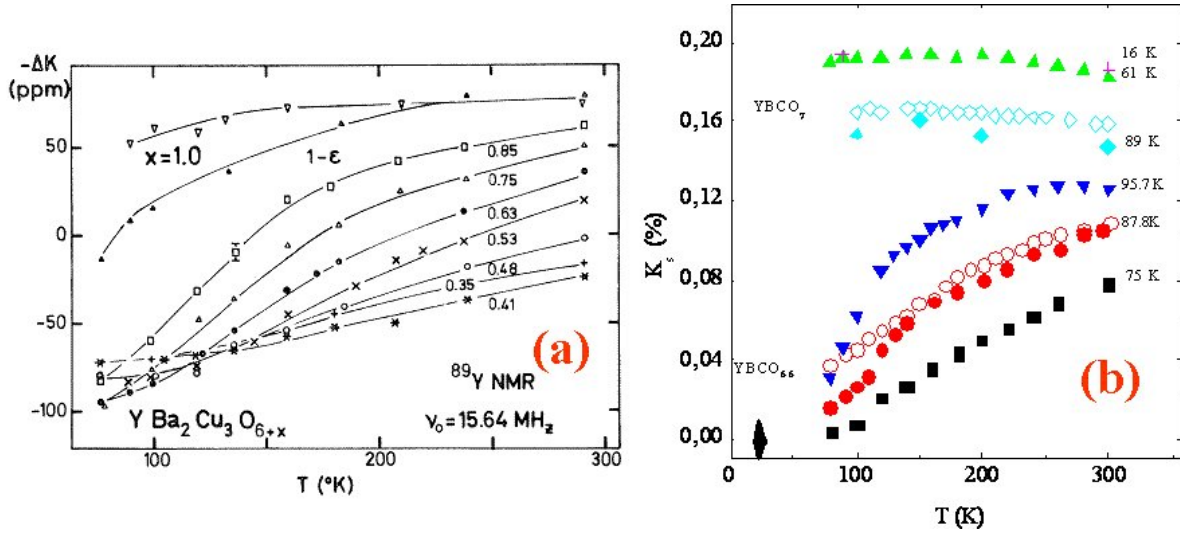 -ΔK
(ppm)
50
0
-50
-100
x=1.0
1-ε
0.85
0.75
0.63
0.53
0.48
0.35
0.41
(a)
⁸⁹Y NMR
Y Ba₂ Cu₃ O₆₊ₓ
ν₀=15.64 MHz
100
200
300
T (°K)
0,20
0,16
0,12
0,08
0,04
0,00
Kₛ (%)
16 K
61 K
YBCO₇
89 K
95.7 K
87.8K
75 K
YBCO₆.₆
(b)
0
100
200
300
T (K)